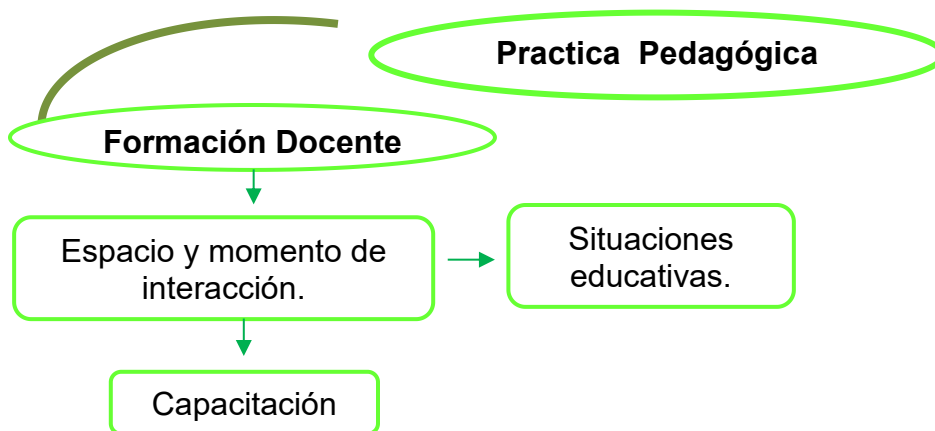 Practica Pedagógica
Formación Docente
Espacio y momento de
interacción.
Situaciones
educativas.
Capacitación